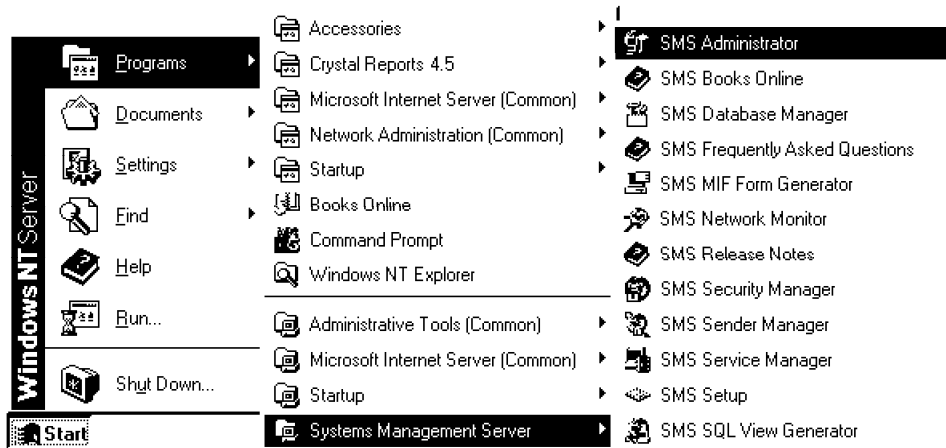 Programs
Documents
Settings
Find
Help
Run...
Shut Down...
Windows NT Server
Start
Accessories
Crystal Reports 4.5
Microsoft Internet Server (Common)
Network Administration (Common)
Startup
Books Online
Command Prompt
Windows NT Explorer
Administrative Tools (Common)
Microsoft Internet Server (Common)
Startup
Systems Management Server
SMS Administrator
SMS Books Online
SMS Database Manager
SMS Frequently Asked Questions
SMS MIF Form Generator
SMS Network Monitor
SMS Release Notes
SMS Security Manager
SMS Sender Manager
SMS Service Manager
SMS Setup
SMS SQL View Generator